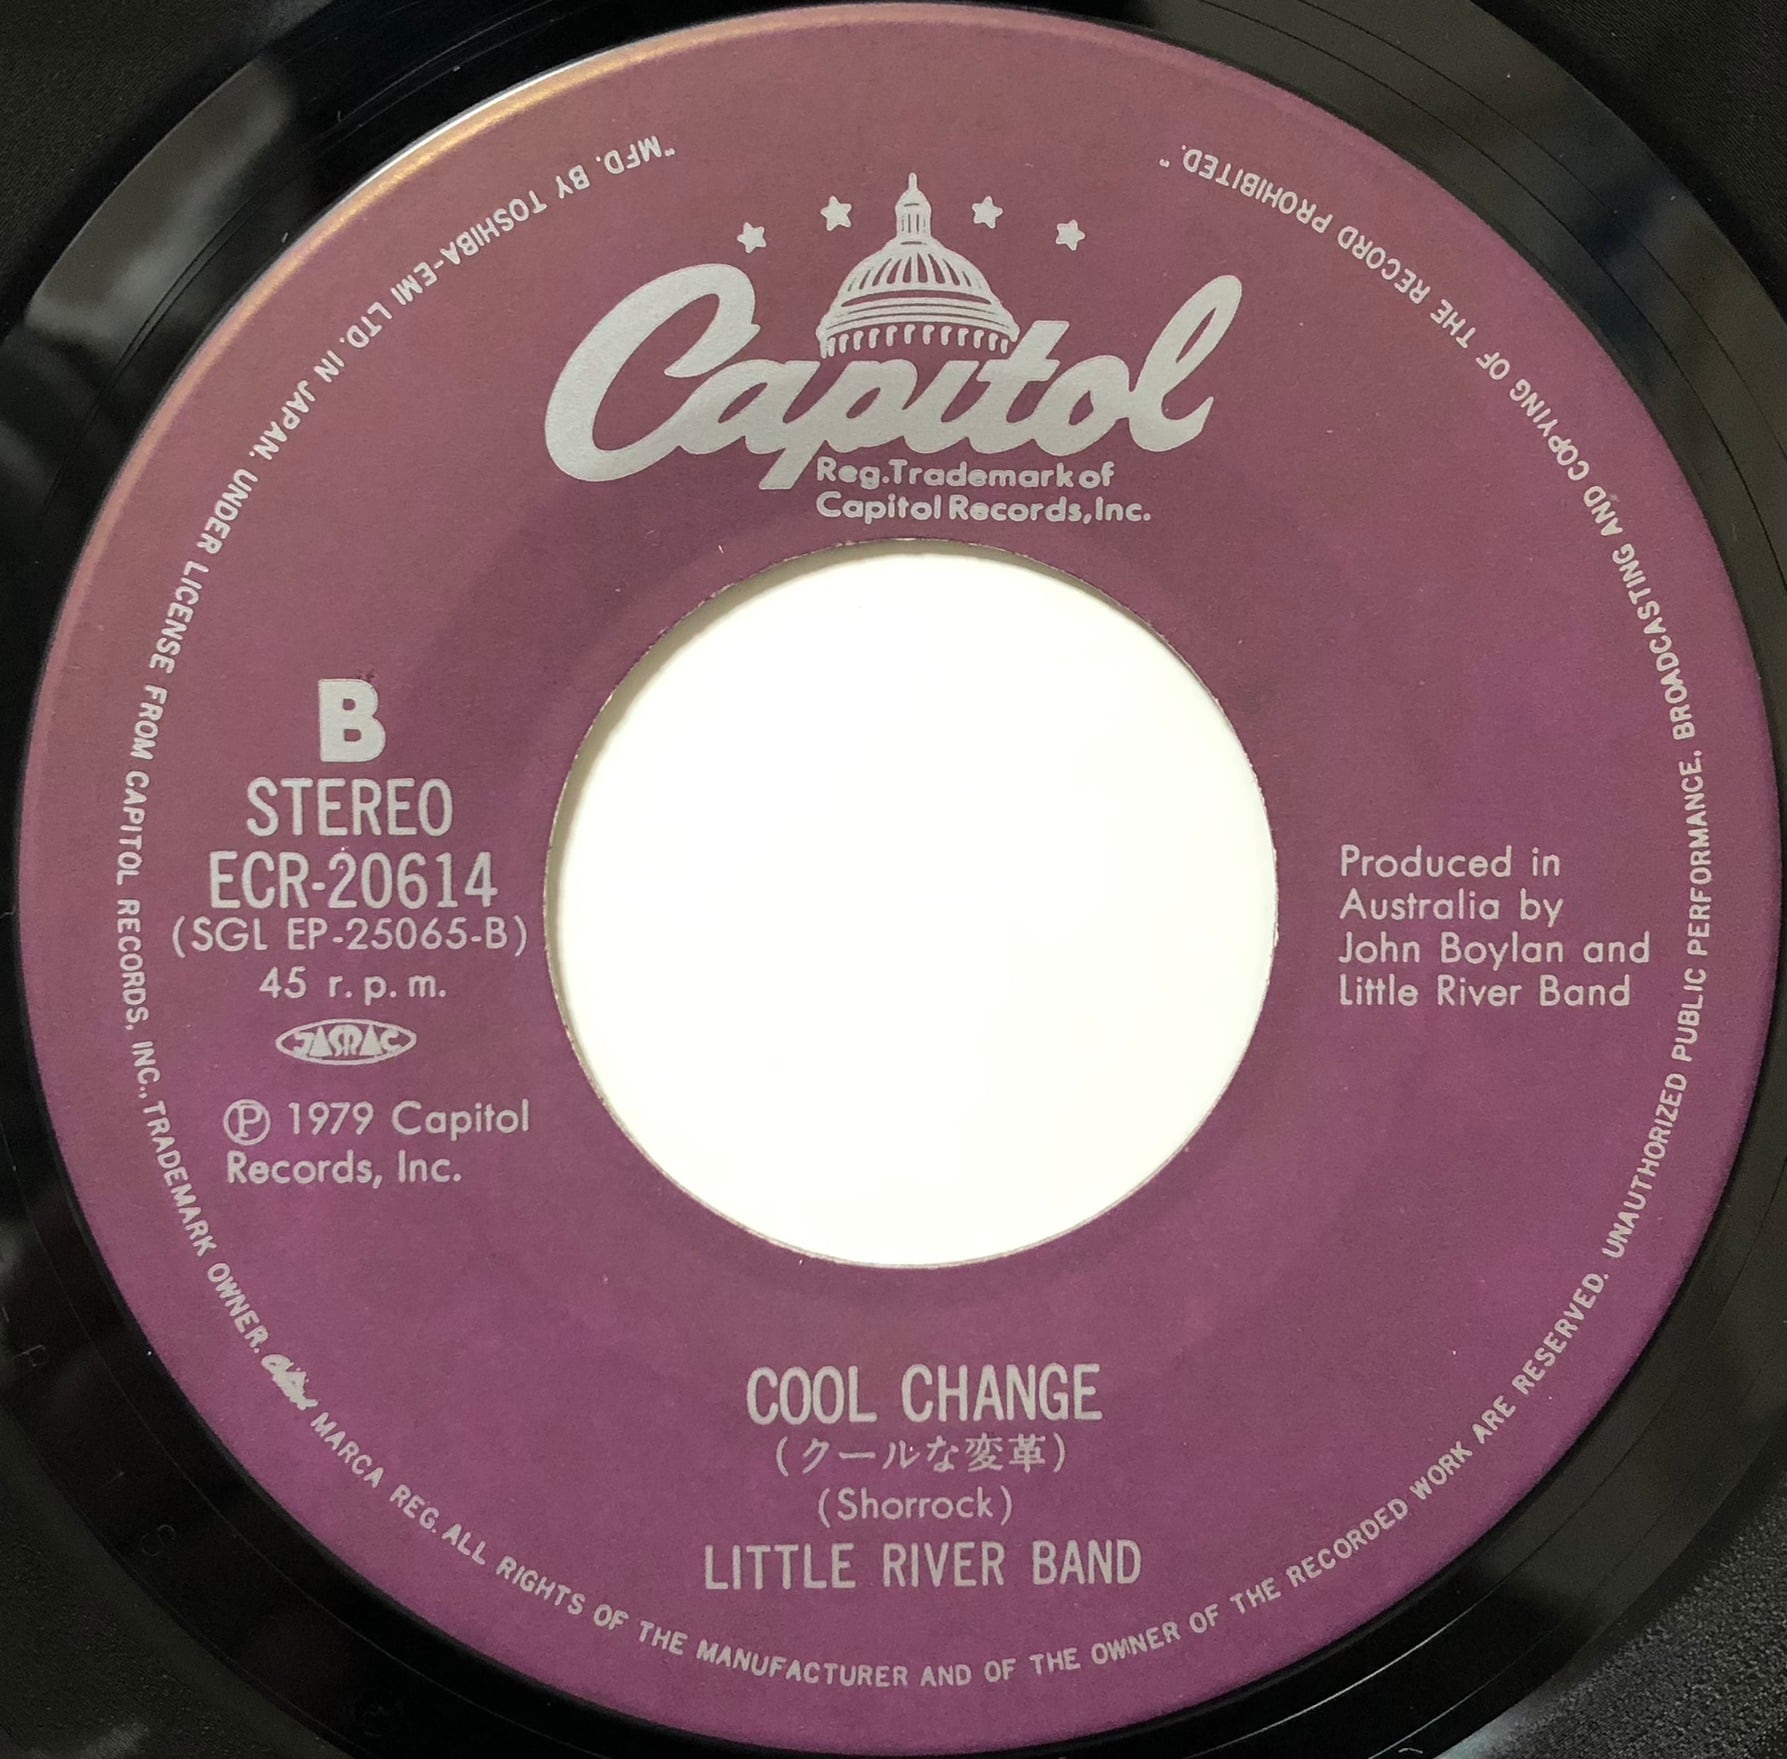 Capitol
Reg.Trademark of
Capitol Records, Inc.
B
STEREO
ECR-20614
(SGL EP-25065-B)
45 r.p.m.
JASRAC
Ⓟ 1979 Capitol
Records, Inc.
Produced in
Australia by
John Boylan and
Little River Band
COOL CHANGE
(クールな変革)
(Shorrock)
LITTLE RIVER BAND
"MFD. BY TOSHIBA-EMI LTD. IN JAPAN. UNDER LICENSE FROM CAPITOL RECORDS, INC., TRADEMARK OWNER. Capitol MARCA REG. ALL RIGHTS OF THE MANUFACTURER AND OF THE OWNER OF THE RECORDED WORK ARE RESERVED. UNAUTHORIZED PUBLIC PERFORMANCE. BROADCASTING AND COPYING OF THE RECORD PROHIBITED."